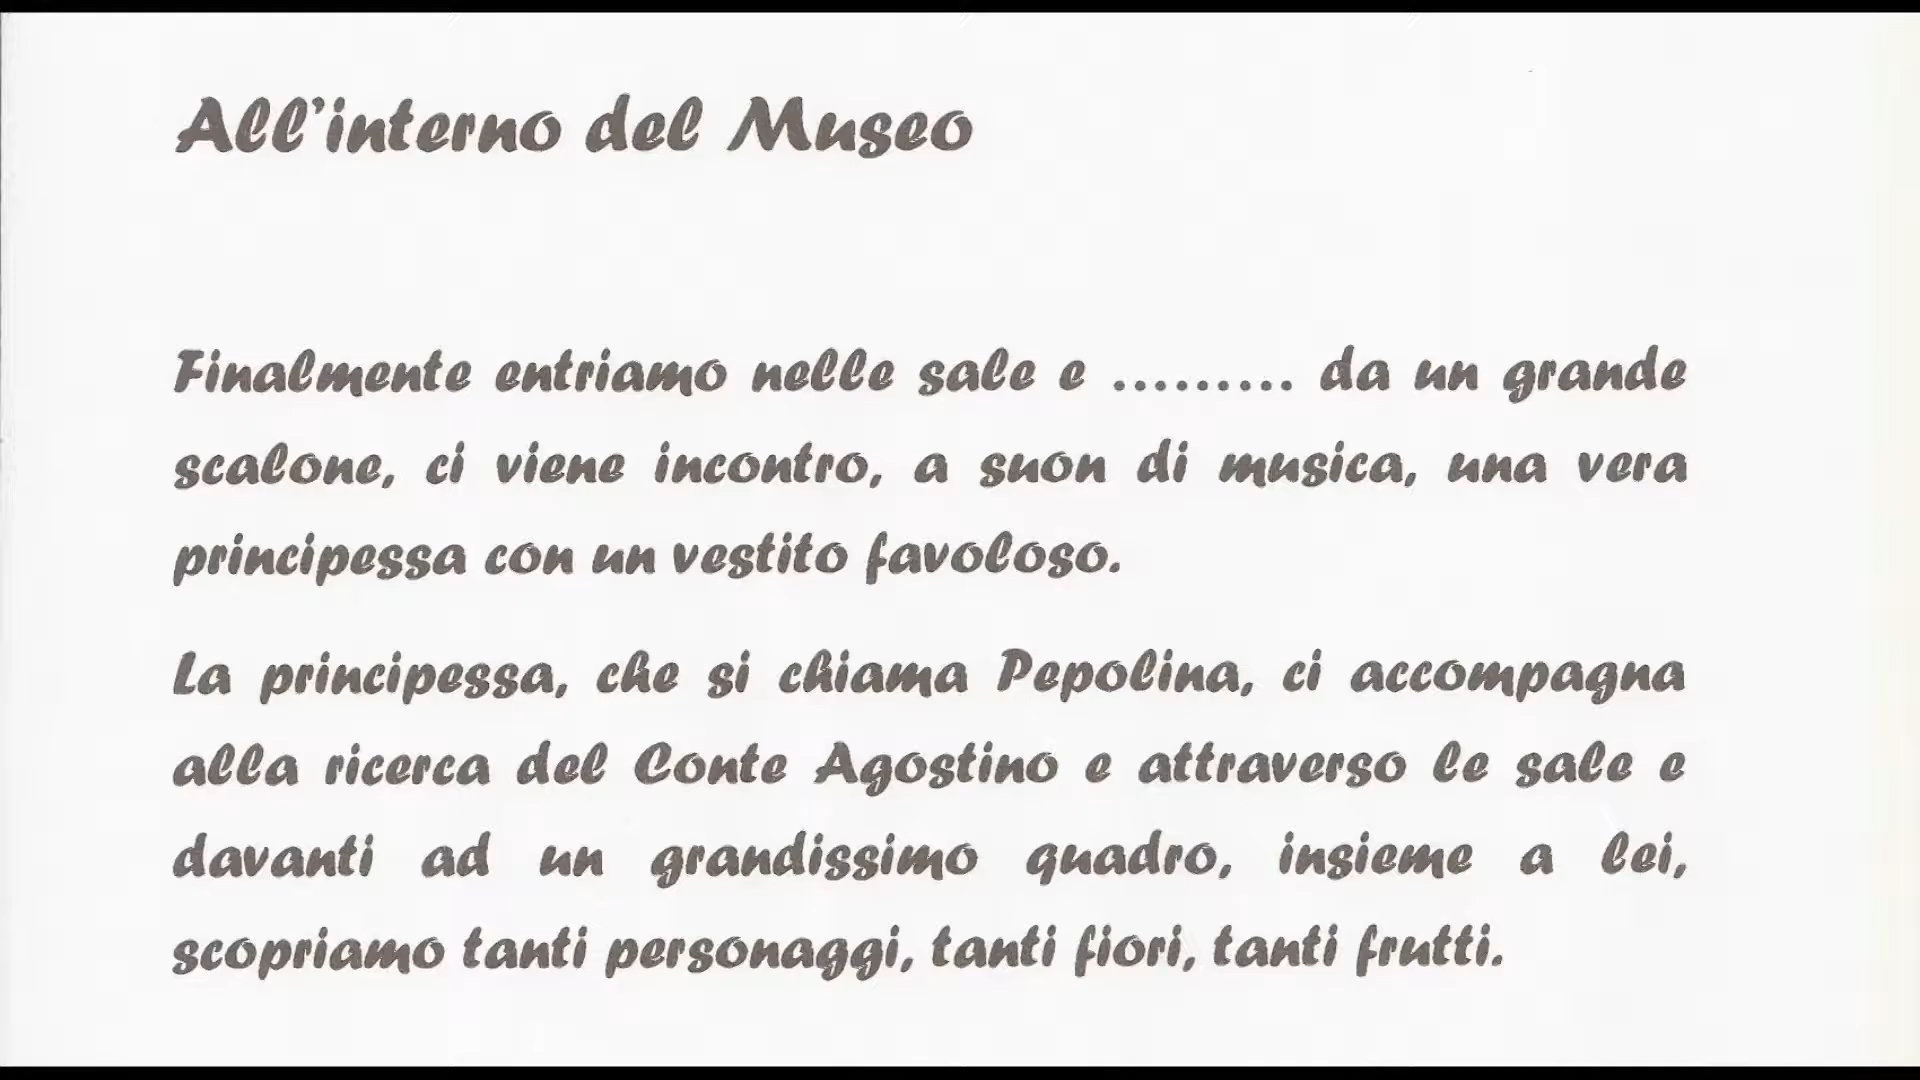 All'interno del Museo
Finalmente entriamo nelle sale e ……… da un grande
scalone, ci viene incontro, a suon di musica, una vera
principessa con un vestito favoloso.
La principessa, che si chiama Pepolina, ci accompagna
alla ricerca del Conte Agostino e attraverso le sale e
davanti ad un grandissimo quadro, insieme a lei,
scopriamo tanti personaggi, tanti fiori, tanti frutti.